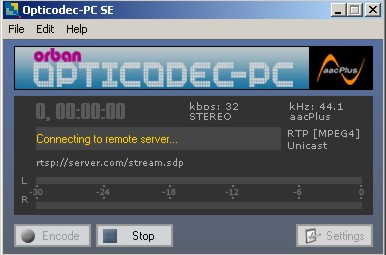 Opticodec-PC SE
File Edit Help
orban
OPTICODEC-PC
aacPlus
0, 00:00:00
kbps: 32 kHz: 44.1
STEREO aacPlus
Connecting to remote server...
RTP [MPEG4]
Unicast
rtsp://server.com/stream.sdp
L
-30 -24 -18 -12 -6 0
R
Encode Stop Settings